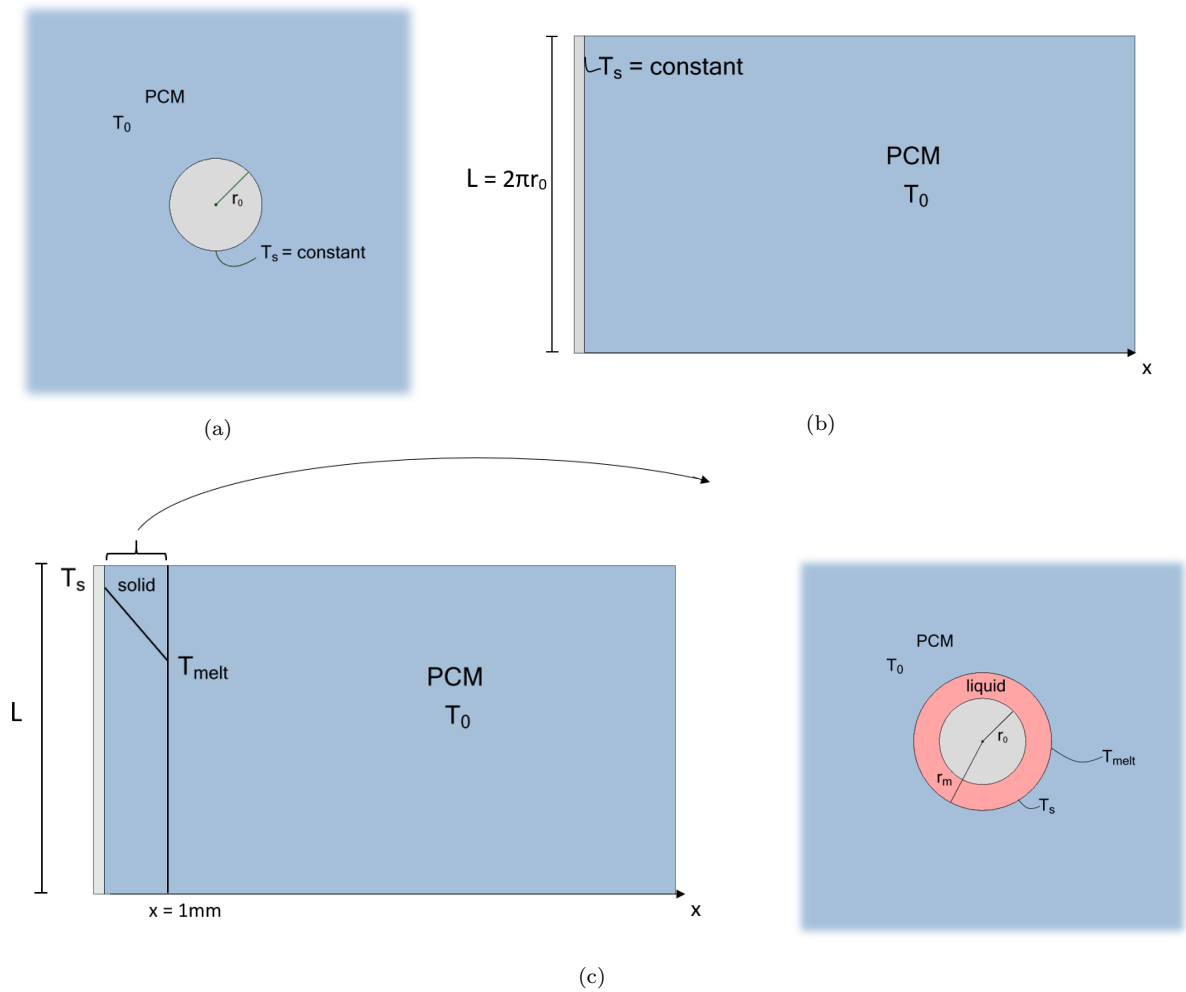 PCM
T₀
r₀
Tₛ = constant
(a)
Tₛ = constant
PCM
T₀
L = 2πr₀
x
(b)
Tₛ
solid
Tmelt
PCM
T₀
L
x = 1mm
x
PCM
T₀
liquid
r₀
rₘ
Tmelt
Tₛ
(c)